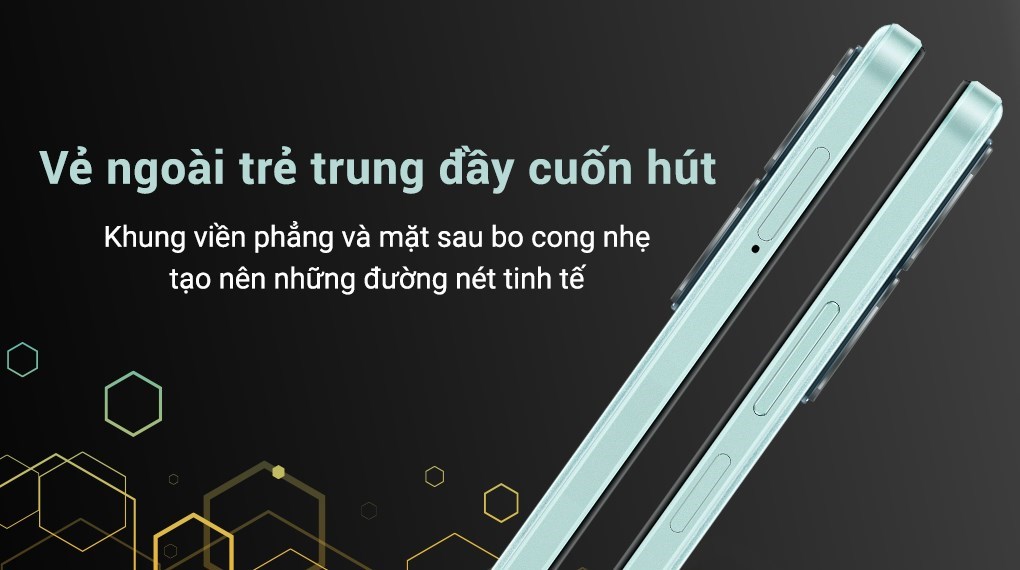 Vẻ ngoài trẻ trung đầy cuốn hút
Khung viền phẳng và mặt sau bo cong nhẹ
tạo nên những đường nét tinh tế